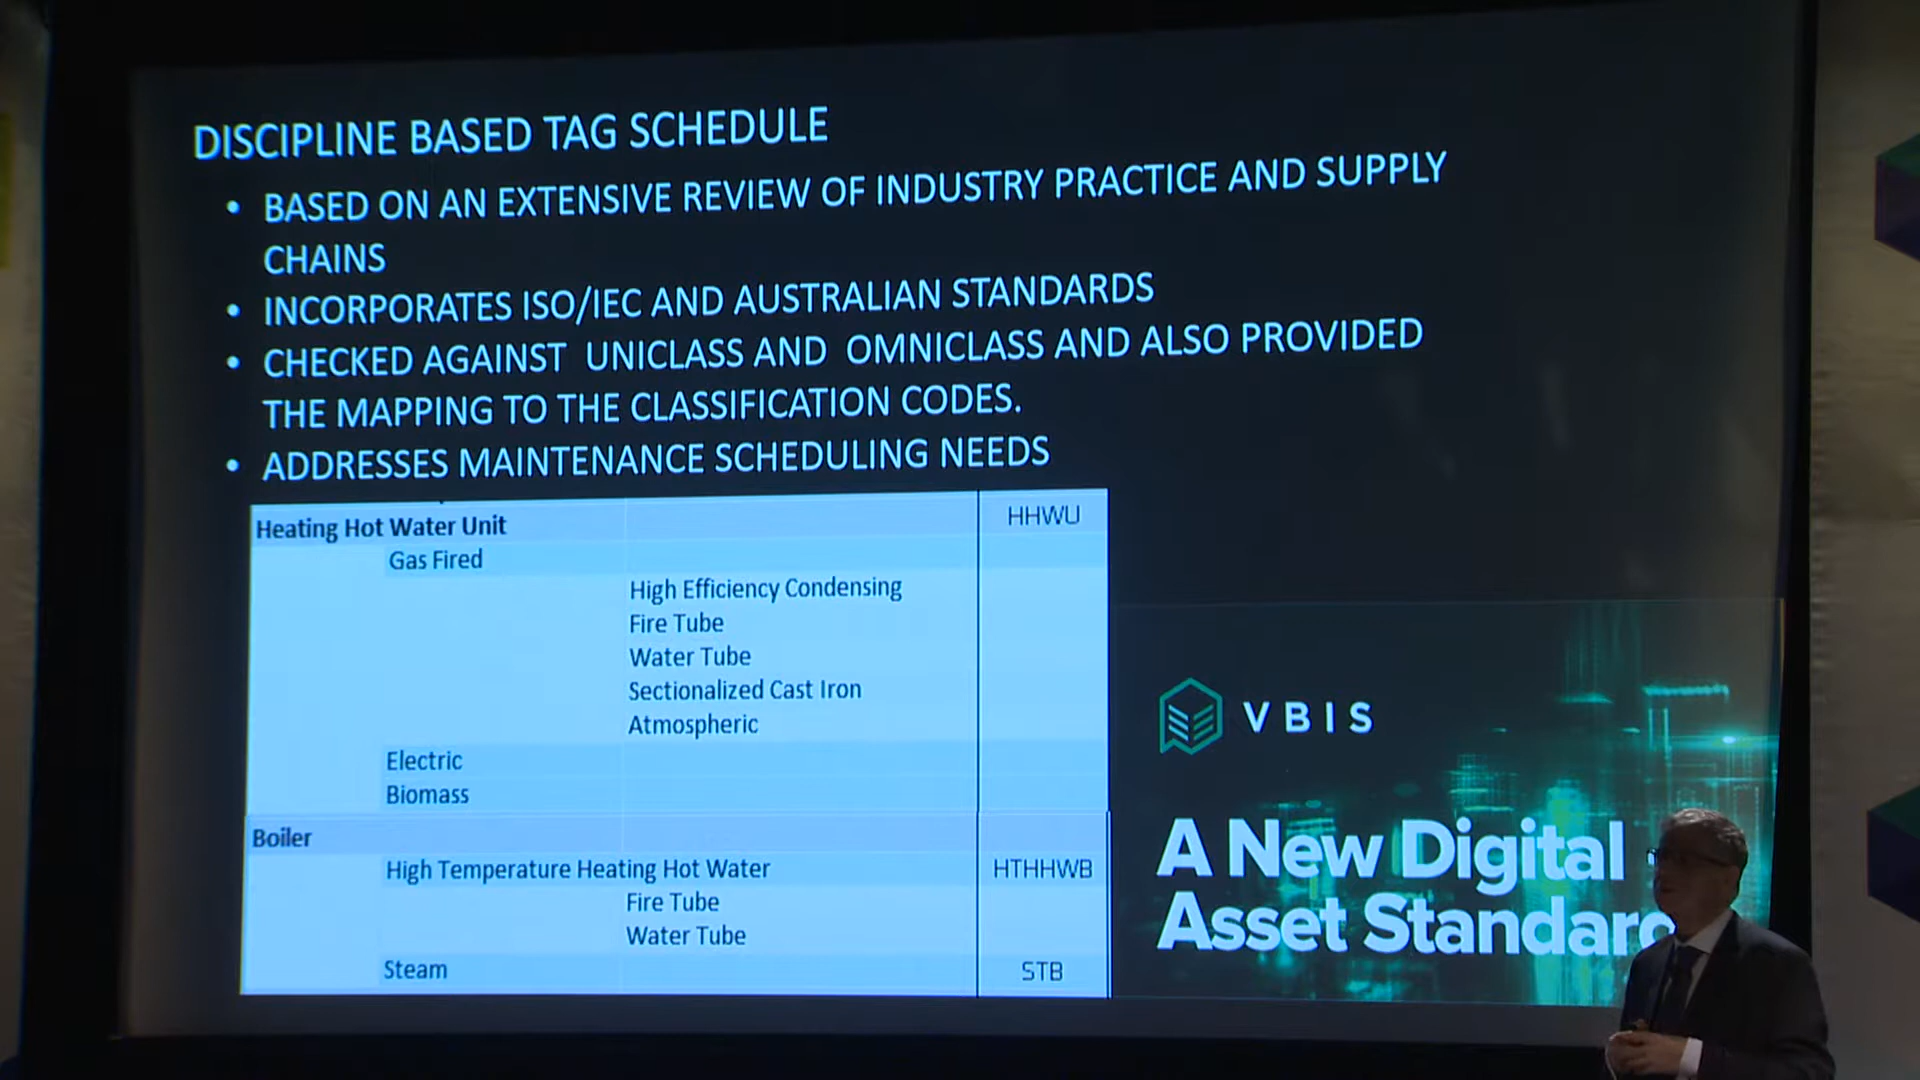 DISCIPLINE BASED TAG SCHEDULE
• BASED ON AN EXTENSIVE REVIEW OF INDUSTRY PRACTICE AND SUPPLY
CHAINS
• INCORPORATES ISO/IEC AND AUSTRALIAN STANDARDS
• CHECKED AGAINST UNICLASS AND OMNICLASS AND ALSO PROVIDED
THE MAPPING TO THE CLASSIFICATION CODES.
• ADDRESSES MAINTENANCE SCHEDULING NEEDS
Heating Hot Water Unit HHWU
Gas Fired
High Efficiency Condensing
Fire Tube
Water Tube
Sectionalized Cast Iron
Atmospheric
Electric
Biomass
Boiler
High Temperature Heating Hot Water HTHHWB
Fire Tube
Water Tube
Steam STB
VBIS
A New Digital
Asset Standard